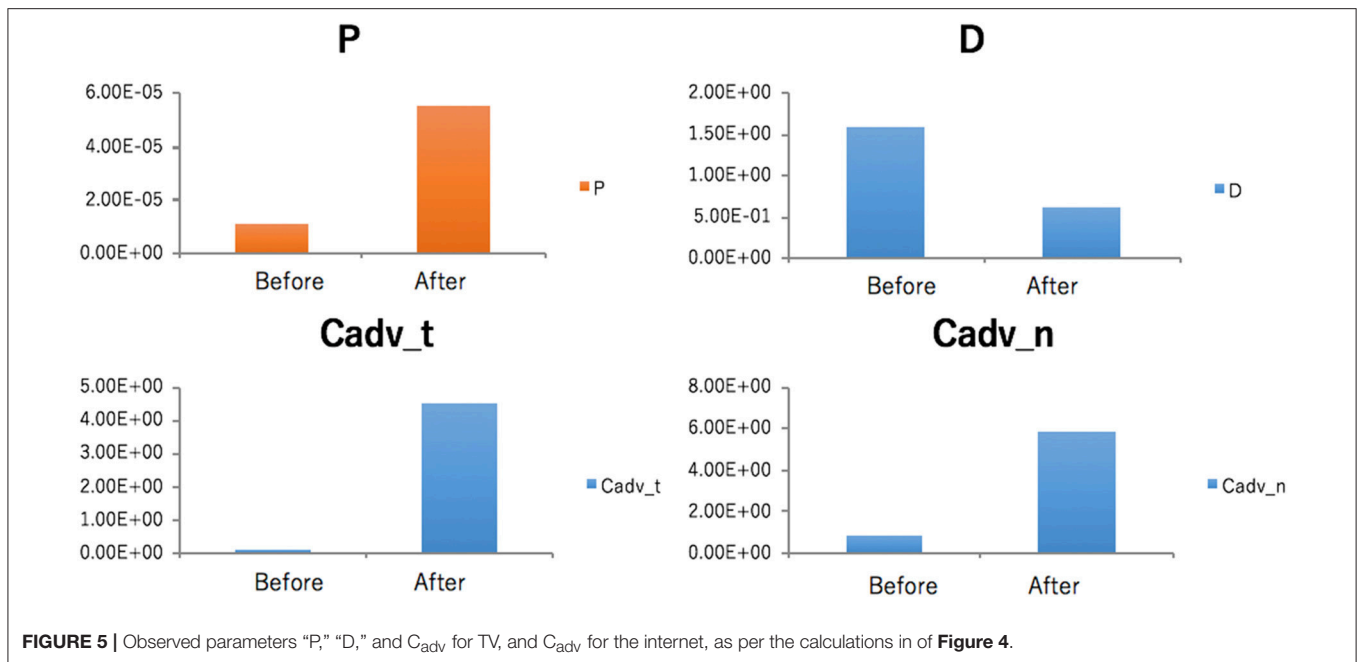 P
6.00E-05
4.00E-05
2.00E-05
0.00E+00
Before After
P
D
2.00E+00
1.50E+00
1.00E+00
5.00E-01
0.00E+00
Before After
D
Cadv_t
5.00E+00
4.00E+00
3.00E+00
2.00E+00
1.00E+00
0.00E+00
Before After
Cadv_t
Cadv_n
8.00E+00
6.00E+00
4.00E+00
2.00E+00
0.00E+00
Before After
Cadv_n
FIGURE 5 | Observed parameters “P,” “D,” and Cadv for TV, and Cadv for the internet, as per the calculations in of Figure 4.